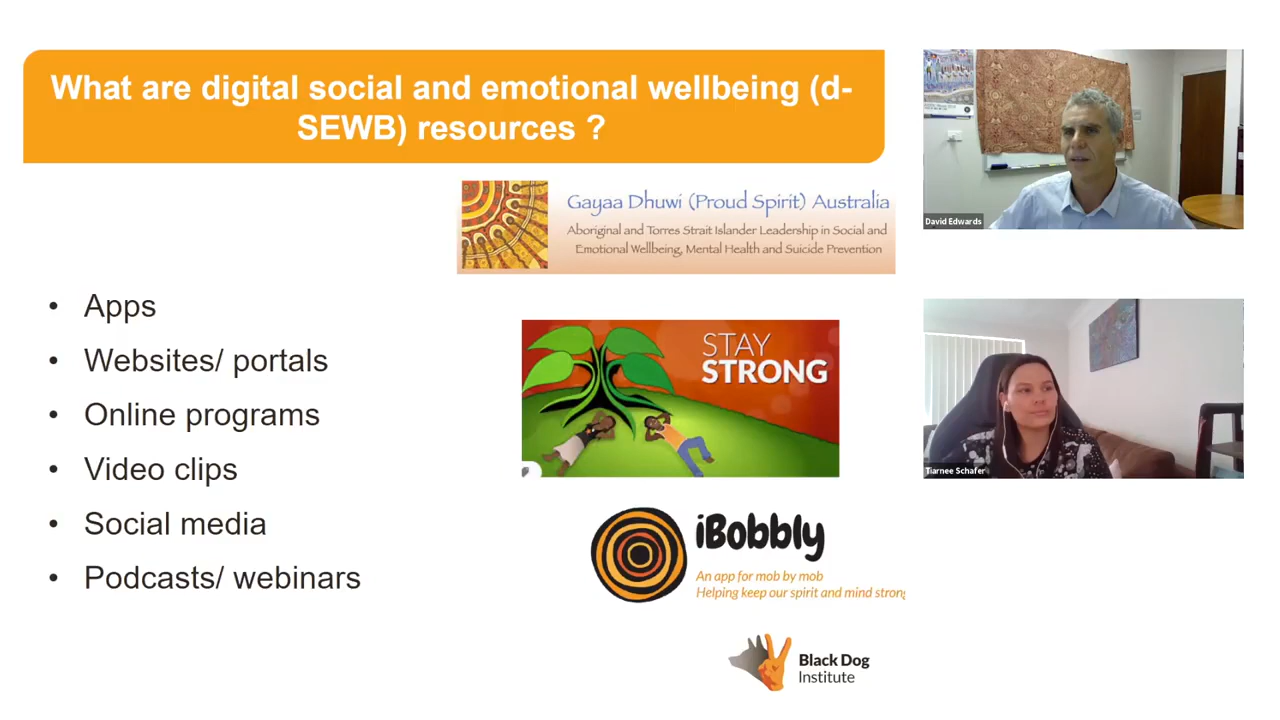 What are digital social and emotional wellbeing (d-
SEWB) resources ?
Gayaa Dhuwi (Proud Spirit) Australia
Aboriginal and Torres Strait Islander Leadership in Social and
Emotional Wellbeing, Mental Health and Suicide Prevention
• Apps
• Websites/ portals
• Online programs
• Video clips
• Social media
• Podcasts/ webinars
STAY
STRONG
iBobbly
An app for mob by mob
Helping keep our spirit and mind strong
Black Dog
Institute
David Edwards
Tiarnee Schafer